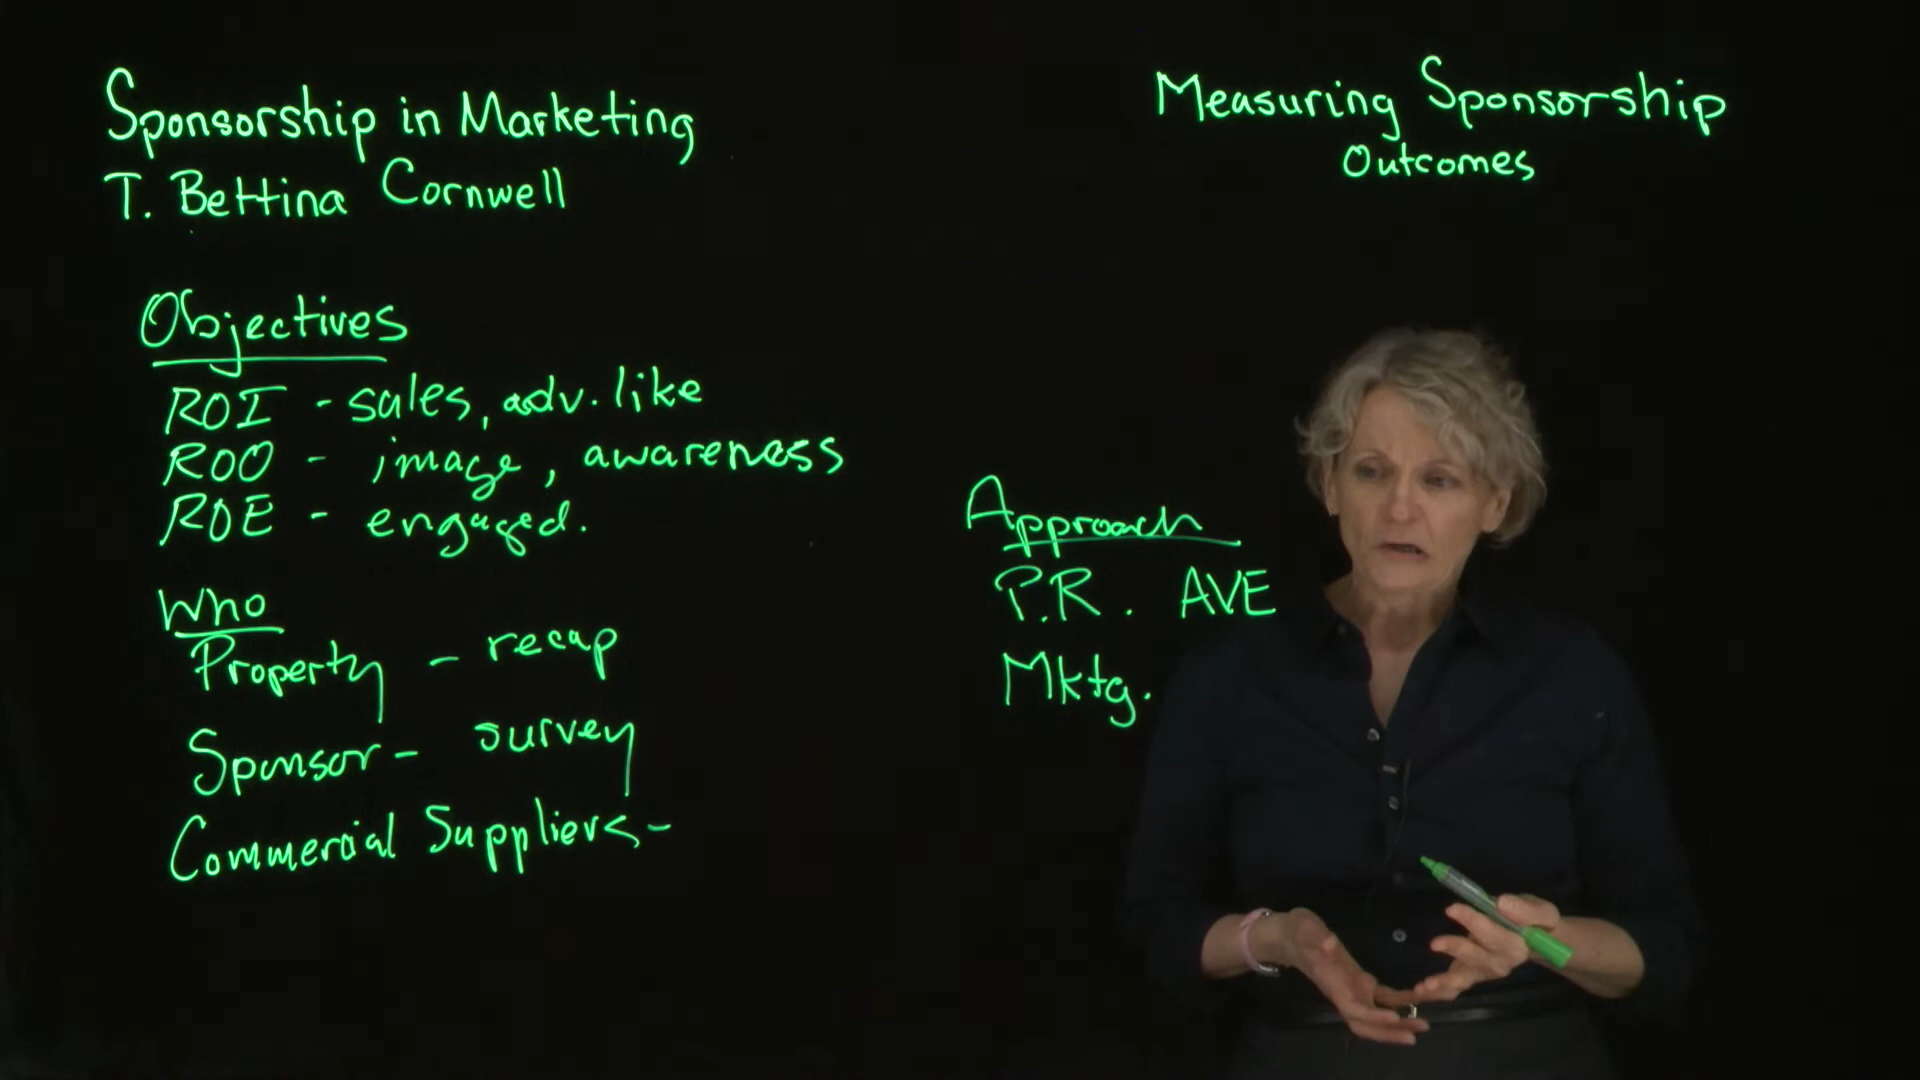 Sponsorship in Marketing
T. Bettina Cornwell
Measuring Sponsorship
Outcomes
Objectives
ROI - sales, adv. like
ROO - image, awareness
ROE - engaged.
Who
Property - recap
Sponsor - survey
Commercial Suppliers -
Approach
P.R. AVE
Mktg.